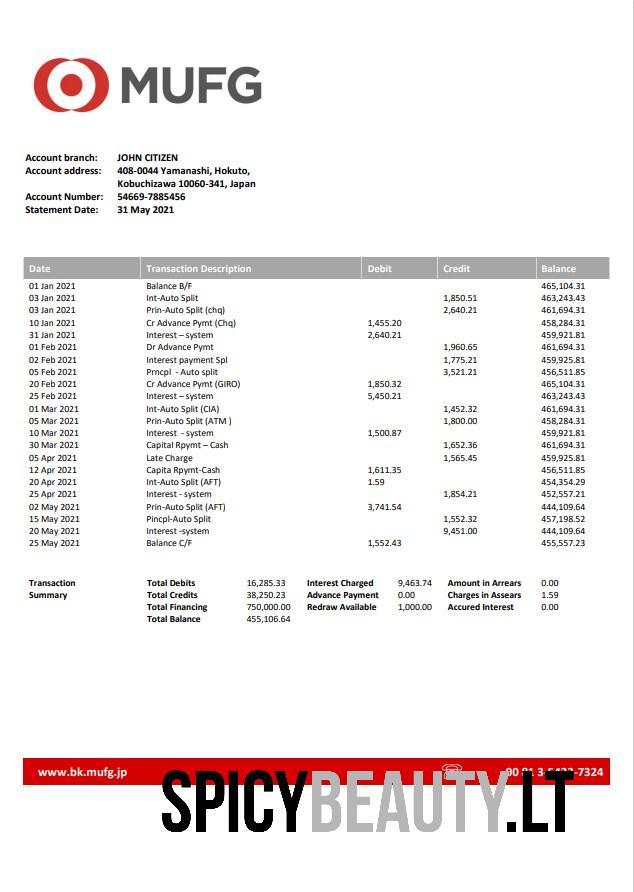 MUFG
Account branch: JOHN CITIZEN
Account address: 408-0044 Yamanashi, Hokuto,
Kobuchizawa 10060-341, Japan
Account Number: 54669-7885456
Statement Date: 31 May 2021
Date Transaction Description Debit Credit Balance
01 Jan 2021 Balance B/F 465,104.31
03 Jan 2021 Int-Auto Split 1,850.51 463,243.43
03 Jan 2021 Prin-Auto Split (chq) 2,640.21 461,694.31
10 Jan 2021 Cr Advance Pymt (Chq) 1,455.20 458,284.31
31 Jan 2021 Interest – system 2,640.21 459,921.81
01 Feb 2021 Dr Advance Pymt 1,960.65 461,694.31
02 Feb 2021 Interest payment Spl 1,775.21 459,925.81
05 Feb 2021 Prncpl - Auto split 3,521.21 456,511.85
20 Feb 2021 Cr Advance Pymt (GIRO) 1,850.32 465,104.31
25 Feb 2021 Interest – system 5,450.21 463,243.43
01 Mar 2021 Int-Auto Split (CIA) 1,452.32 461,694.31
05 Mar 2021 Prin-Auto Split (ATM ) 1,800.00 458,284.31
10 Mar 2021 Interest - system 1,500.87 459,921.81
30 Mar 2021 Capital Rpymt – Cash 1,652.36 461,694.31
05 Apr 2021 Late Charge 1,565.45 459,925.81
12 Apr 2021 Capita Rpymt-Cash 1,611.35 456,511.85
20 Apr 2021 Int-Auto Split (AFT) 1.59 454,354.29
25 Apr 2021 Interest - system 1,854.21 452,557.21
02 May 2021 Prin-Auto Split (AFT) 3,741.54 444,109.64
15 May 2021 Pincpl-Auto Split 1,552.32 457,198.52
20 May 2021 Interest -system 9,451.00 444,109.64
25 May 2021 Balance C/F 1,552.43 455,557.23
Transaction Total Debits 16,285.33 Interest Charged 9,463.74 Amount in Arrears 0.00
Summary Total Credits 38,250.23 Advance Payment 0.00 Charges in Assears 1.59
Total Financing 750,000.00 Redraw Available 1,000.00 Accured Interest 0.00
Total Balance 455,106.64
www.bk.mufg.jp
SPICYBEAUTY.LT